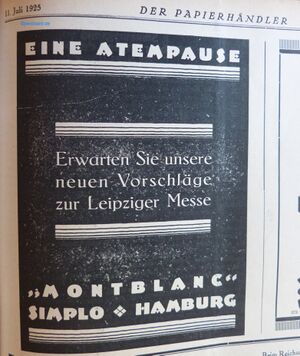 11. Juli 1925
DER PAPIERHÄNDLER
EINE ATEMPAUSE
Erwarten Sie unsere
neuen Vorschläge
zur Leipziger Messe
„MONTBLANC“
SIMPLO ❖ HAMBURG